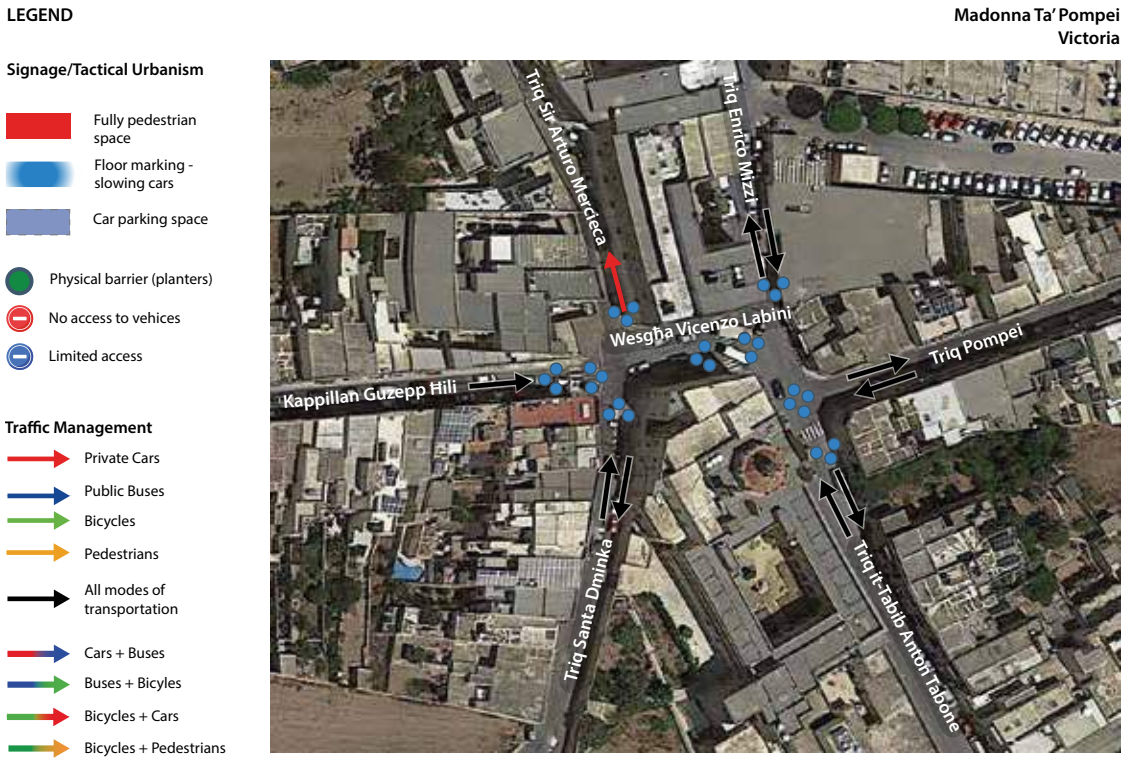 LEGEND
Madonna Ta’ Pompei
Victoria
Signage/Tactical Urbanism
Fully pedestrian
space
Floor marking -
slowing cars
Car parking space
Physical barrier (planters)
No access to vehicles
Limited access
Traffic Management
Private Cars
Public Buses
Bicycles
Pedestrians
All modes of
transportation
Cars + Buses
Buses + Bicyles
Bicycles + Cars
Bicycles + Pedestrians
Triq Sir Arturo Mercieca
Triq Enrico Mizzi
Wesgħa Vicenzo Labini
Triq Pompei
Kappillan Guzepp Ħili
Triq Santa Dminka
Triq it-Tabib Anton Tabone